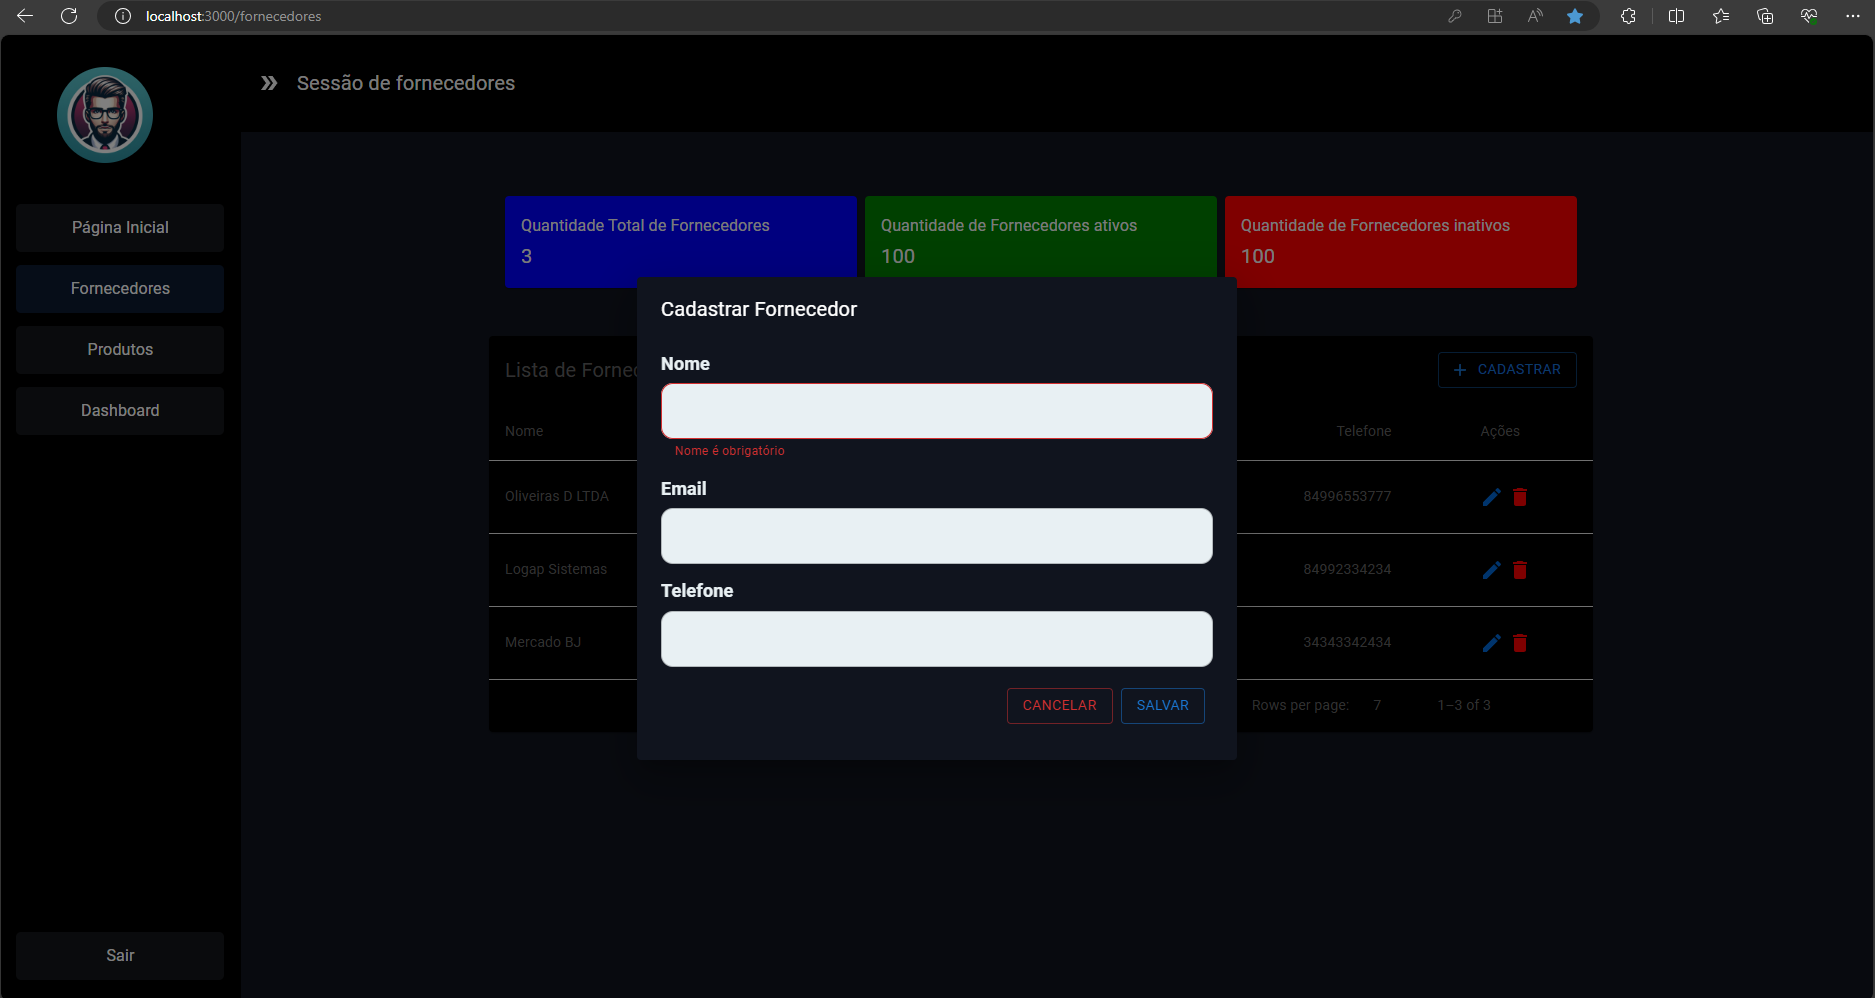 localhost:3000/fornecedores
Sessão de fornecedores
Página Inicial
Fornecedores
Produtos
Dashboard
Sair
Quantidade Total de Fornecedores
3
Quantidade de Fornecedores ativos
100
Quantidade de Fornecedores inativos
100
Lista de Forne
CADASTRAR
Nome
Telefone
Ações
Oliveiras D LTDA
84996553777
Logap Sistemas
84992334234
Mercado BJ
34343342434
Rows per page:
7
1–3 of 3
Cadastrar Fornecedor
Nome
Nome é obrigatório
Email
Telefone
CANCELAR
SALVAR